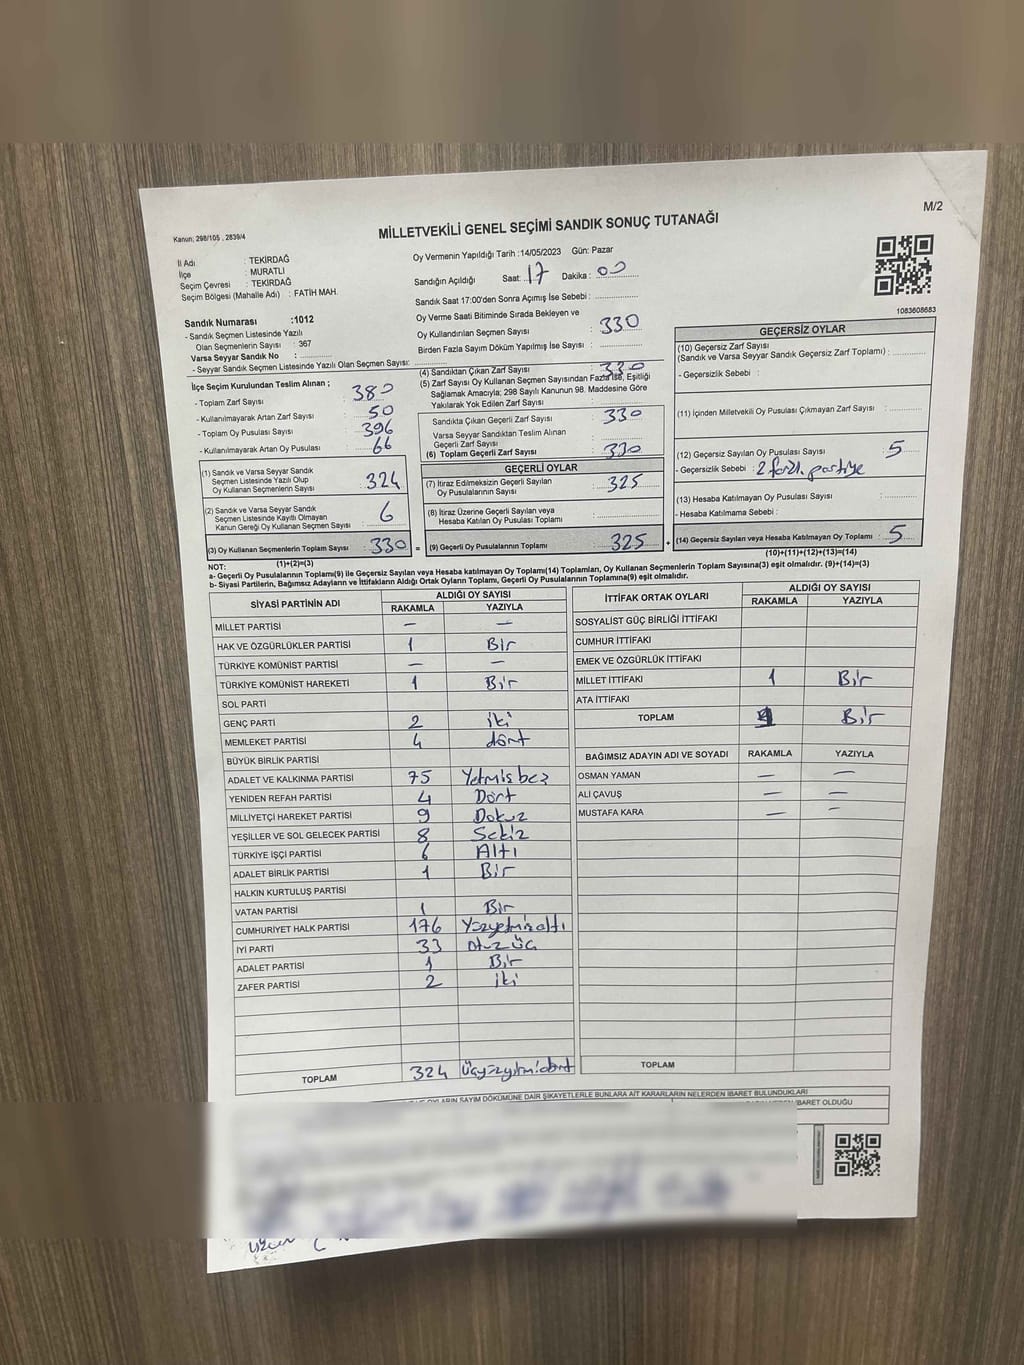 M/2
Kanun; 298/105 , 2839/4
MİLLETVEKİLİ GENEL SEÇİMİ SANDIK SONUÇ TUTANAĞI
İl Adı : TEKİRDAĞ
İlçe : MURATLI
Seçim Çevresi : TEKİRDAĞ
Seçim Bölgesi (Mahalle Adı) : FATİH MAH.
Oy Vermenin Yapıldığı Tarih :14/05/2023 Gün: Pazar
Sandığın Açıldığı Saat: 17 Dakika : 00
Sandık Saat 17:00'den Sonra Açımış İse Sebebi:
Oy Verme Saati Bitiminde Sırada Bekleyen ve
Oy Kullandırılan Seçmen Sayısı : 330
Birden Fazla Sayım Döküm Yapılmış İse Sayısı :
1083608683
Sandık Numarası :1012
- Sandık Seçmen Listesinde Yazılı
Olan Seçmenlerin Sayısı : 367
Varsa Seyyar Sandık No :
- Seyyar Sandık Seçmen Listesinde Yazılı Olan Seçmen Sayısı:
İlçe Seçim Kurulundan Teslim Alınan ;
- Toplam Zarf Sayısı : 380
- Kullanılmayarak Artan Zarf Sayısı : 50
- Toplam Oy Pusulası Sayısı : 396
- Kullanılmayarak Artan Oy Pusulası : 66
(1) Sandık ve Varsa Seyyar Sandık
Seçmen Listesinde Yazılı Olup
Oy Kullanan Seçmenlerin Sayısı : 324
(2) Sandık ve Varsa Seyyar Sandık
Seçmen Listesinde Kayıtlı Olmayan
Kanun Gereği Oy Kullanan Seçmen Sayısı : 6
(3) Oy Kullanan Seçmenlerin Toplam Sayısı : 330
(1)+(2)=(3)
(4) Sandıktan Çıkan Zarf Sayısı : 330
(5) Zarf Sayısı Oy Kullanan Seçmen Sayısından Fazla İse, Eşitliği
Sağlamak Amacıyla; 298 Sayılı Kanunun 98. Maddesine Göre
Yakılarak Yok Edilen Zarf Sayısı :
Sandıkta Çıkan Geçerli Zarf Sayısı : 330
Varsa Seyyar Sandıktan Teslim Alınan
Geçerli Zarf Sayısı :
(6) Toplam Geçerli Zarf Sayısı : 330
GEÇERLİ OYLAR
(7) İtiraz Edilmeksizin Geçerli Sayılan
Oy Pusulalarının Sayısı : 325
(8) İtiraz Üzerine Geçerli Sayılan veya
Hesaba Katılan Oy Pusulası Toplamı :
= (9) Geçerli Oy Pusulalarının Toplamı : 325 +
GEÇERSİZ OYLAR
(10) Geçersiz Zarf Sayısı
(Sandık ve Varsa Seyyar Sandık Geçersiz Zarf Toplamı) :
- Geçersizlik Sebebi :
(11) İçinden Milletvekili Oy Pusulası Çıkmayan Zarf Sayısı :
(12) Geçersiz Sayılan Oy Pusulası Sayısı : 5
- Geçersizlik Sebebi : 2 fazl. partiye
(13) Hesaba Katılmayan Oy Pusulası Sayısı :
- Hesaba Katılmama Sebebi :
(14) Geçersiz Sayılan veya Hesaba Katılmayan Oy Toplamı : 5
(10)+(11)+(12)+(13)=(14)
NOT:
a- Geçerli Oy Pusulalarının Toplamı(9) ile Geçersiz Sayılan veya Hesaba katılmayan Oy Toplamı(14) Toplamları, Oy Kullanan Seçmenlerin Toplam Sayısına(3) eşit olmalıdır. (9)+(14)=(3)
b- Siyasi Partilerin, Bağımsız Adayların ve İttifakların Aldığı Ortak Oyların Toplamı, Geçerli Oy Pusulalarının Toplamına(9) eşit olmalıdır.
SİYASİ PARTİNİN ADI ALDIĞI OY SAYISI
RAKAMLA YAZIYLA
MİLLET PARTİSİ — —
HAK VE ÖZGÜRLÜKLER PARTİSİ 1 Bir
TÜRKİYE KOMÜNİST PARTİSİ — —
TÜRKİYE KOMÜNİST HAREKETİ 1 Bir
SOL PARTİ
GENÇ PARTİ 2 iki
MEMLEKET PARTİSİ 4 dört
BÜYÜK BİRLİK PARTİSİ
ADALET VE KALKINMA PARTİSİ 75 Yetmişbeş
YENİDEN REFAH PARTİSİ 4 Dört
MİLLİYETÇİ HAREKET PARTİSİ 9 Dokuz
YEŞİLLER VE SOL GELECEK PARTİSİ 8 Sekiz
TÜRKİYE İŞÇİ PARTİSİ 6 Altı
ADALET BİRLİK PARTİSİ 1 Bir
HALKIN KURTULUŞ PARTİSİ
VATAN PARTİSİ 1 Bir
CUMHURİYET HALK PARTİSİ 176 Yüzyetmişaltı
İYİ PARTİ 33 otuzüç
ADALET PARTİSİ 1 Bir
ZAFER PARTİSİ 2 iki
TOPLAM 324 Üçyüzyirmidört
İTTİFAK ORTAK OYLARI ALDIĞI OY SAYISI
RAKAMLA YAZIYLA
SOSYALİST GÜÇ BİRLİĞİ İTTİFAKI
CUMHUR İTTİFAKI
EMEK VE ÖZGÜRLÜK İTTİFAKI
MİLLET İTTİFAKI 1 Bir
ATA İTTİFAKI
TOPLAM 1 Bir
BAĞIMSIZ ADAYIN ADI VE SOYADI RAKAMLA YAZIYLA
OSMAN YAMAN — —
ALİ ÇAVUŞ — —
MUSTAFA KARA — —
TOPLAM
OYLARIN SAYIM DÖKÜMÜNE DAİR ŞİKAYETLERLE BUNLARA AİT KARARLARIN NELERDEN İBARET BULUNDUKLARI
İBARET OLDUĞU